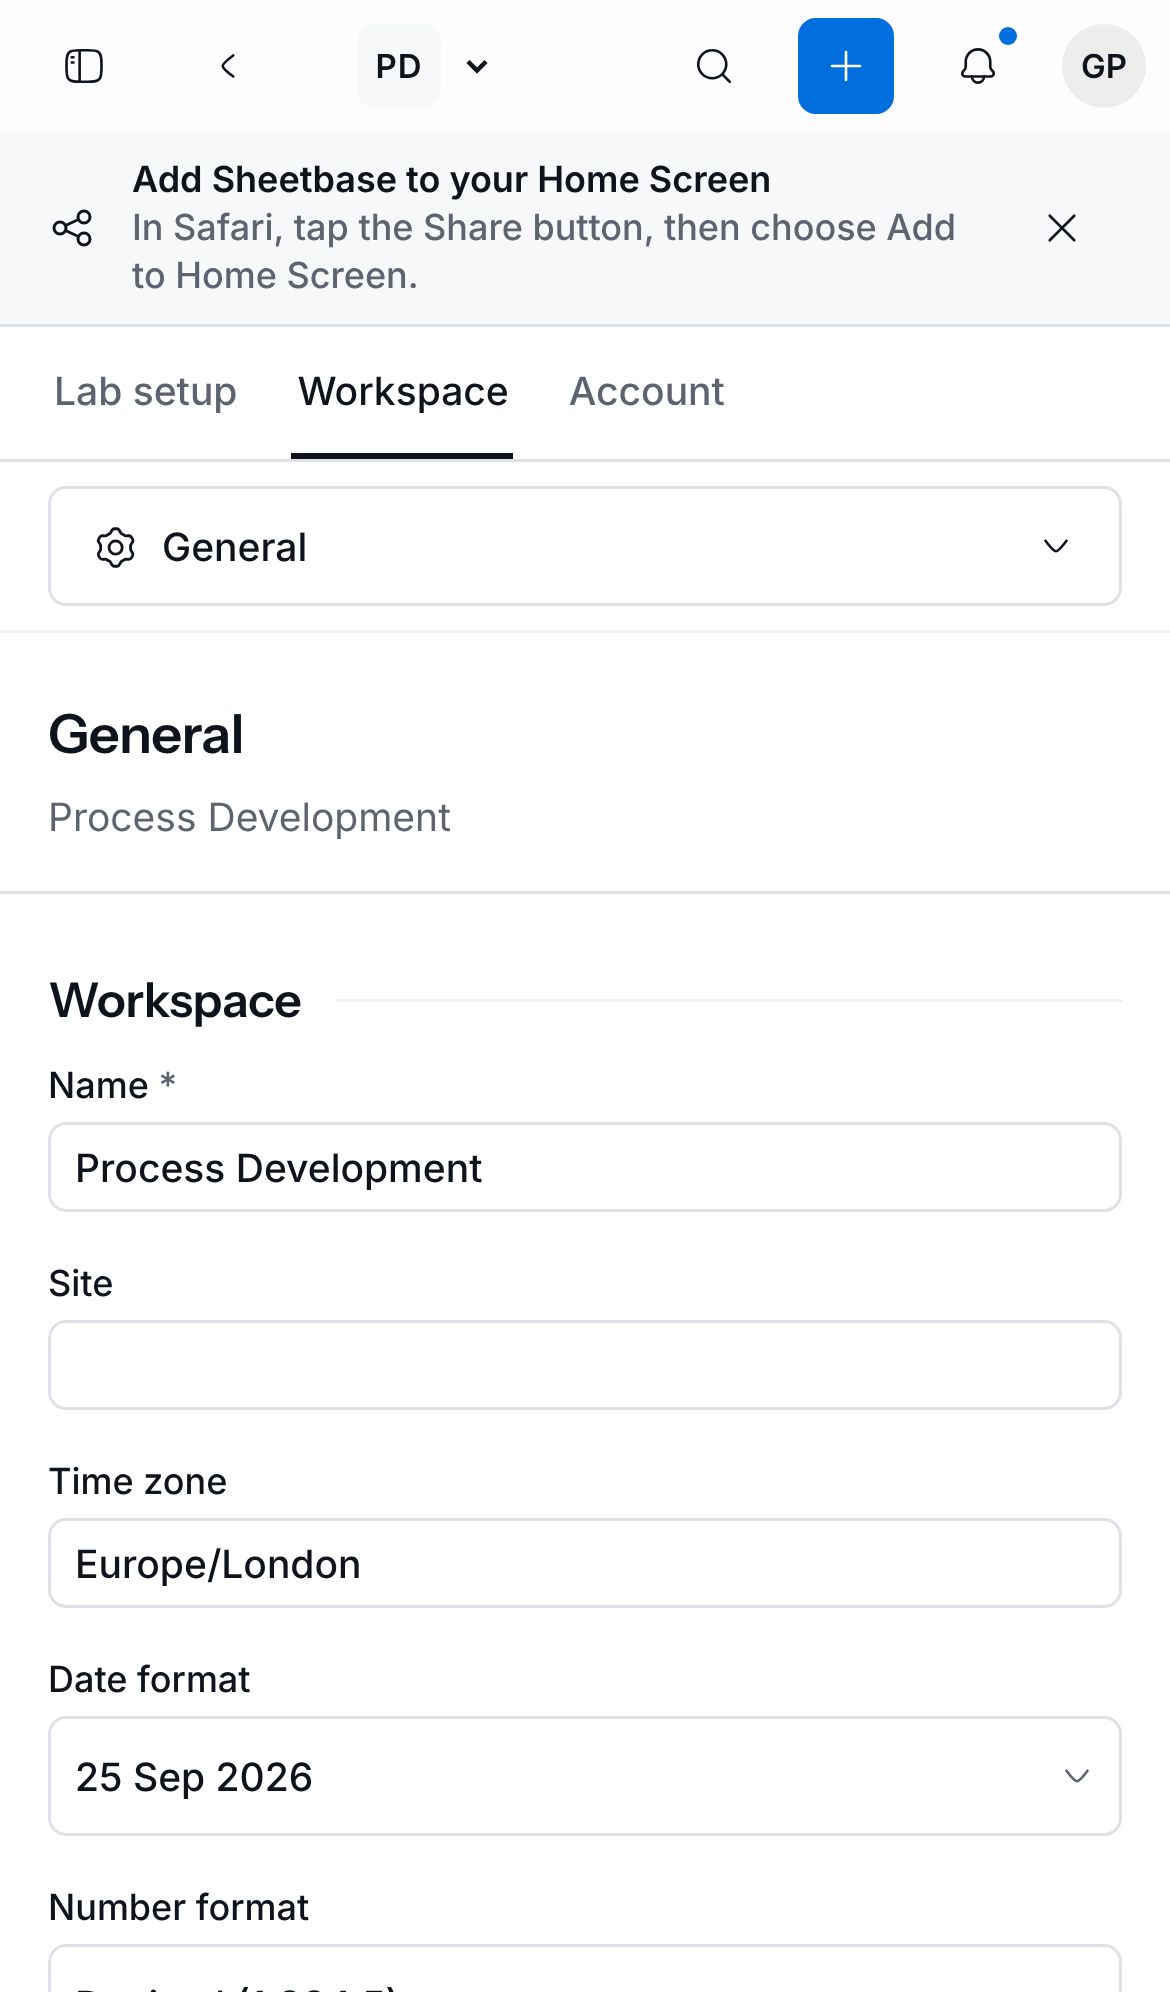 PD
GP
Add Sheetbase to your Home Screen
In Safari, tap the Share button, then choose Add
to Home Screen.
Lab setup Workspace Account
General
General
Process Development
Workspace
Name *
Process Development
Site
Time zone
Europe/London
Date format
25 Sep 2026
Number format